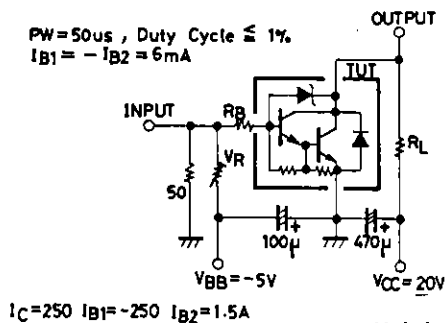 PW=50us, Duty Cycle ≦ 1%
IB1= -IB2=6mA
OUTPUT
TUT
INPUT
RB
VR
RL
50
100μ
+
470μ
+
VBB=-5V
VCC=20V
IC=250 IB1=-250 IB2=1.5A